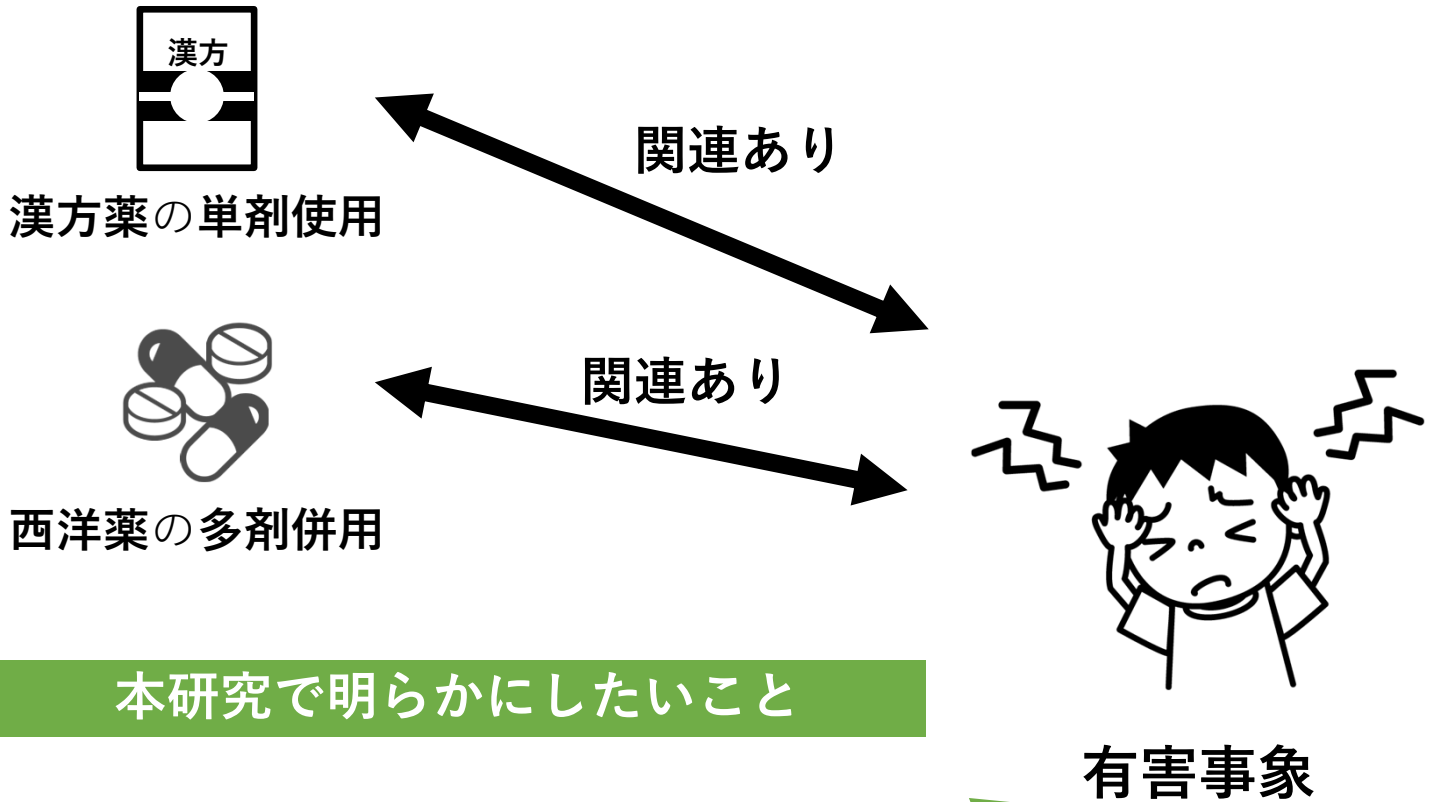 漢方
関連あり
漢方薬の単剤使用
関連あり
西洋薬の多剤併用
本研究で明らかにしたいこと
有害事象